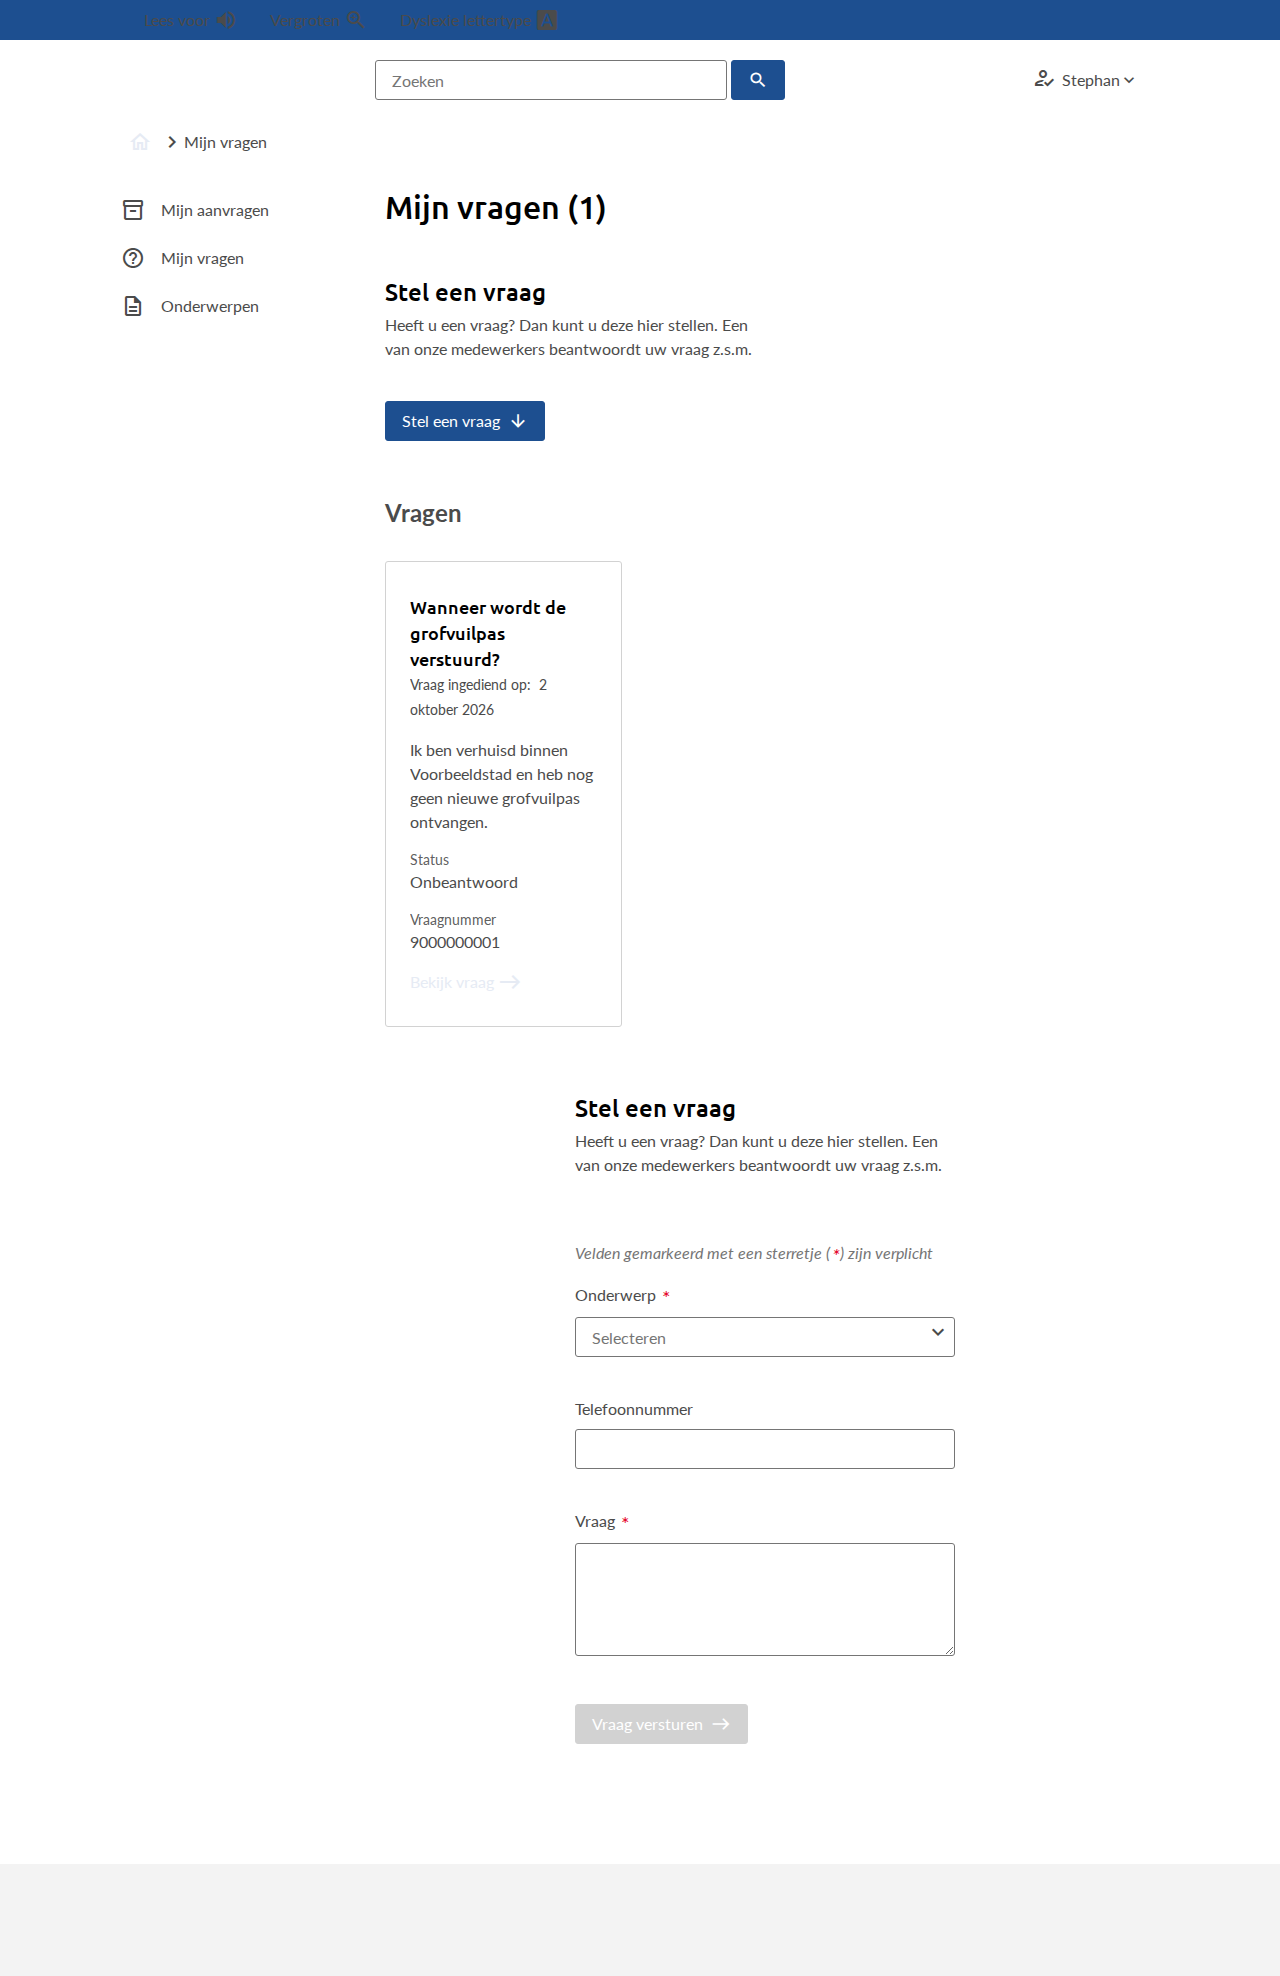 Lees voor
Vergroten
Dyslexie lettertype
Zoeken
Stephan
Mijn vragen
Mijn aanvragen
Mijn vragen
Onderwerpen
Mijn vragen (1)
Stel een vraag
Heeft u een vraag? Dan kunt u deze hier stellen. Een
van onze medewerkers beantwoordt uw vraag z.s.m.
Stel een vraag
Vragen
Wanneer wordt de
grofvuilpas
verstuurd?
Vraag ingediend op: 2
oktober 2026
Ik ben verhuisd binnen
Voorbeeldstad en heb nog
geen nieuwe grofvuilpas
ontvangen.
Status
Onbeantwoord
Vraagnummer
9000000001
Bekijk vraag
Stel een vraag
Heeft u een vraag? Dan kunt u deze hier stellen. Een
van onze medewerkers beantwoordt uw vraag z.s.m.
Velden gemarkeerd met een sterretje (*) zijn verplicht
Onderwerp *
Selecteren
Telefoonnummer
Vraag *
Vraag versturen